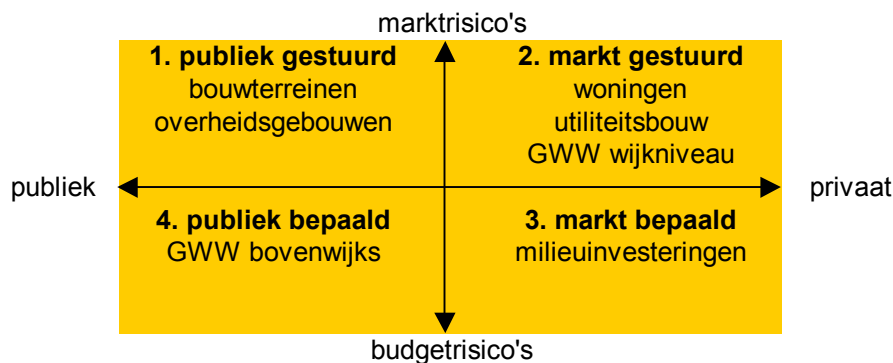 marktrisico's
1. publiek gestuurd
bouwterreinen
overheidsgebouwen
2. markt gestuurd
woningen
utiliteitsbouw
GWW wijkniveau
publiek
privaat
4. publiek bepaald
GWW bovenwijks
3. markt bepaald
milieuinvesteringen
budgetrisico's